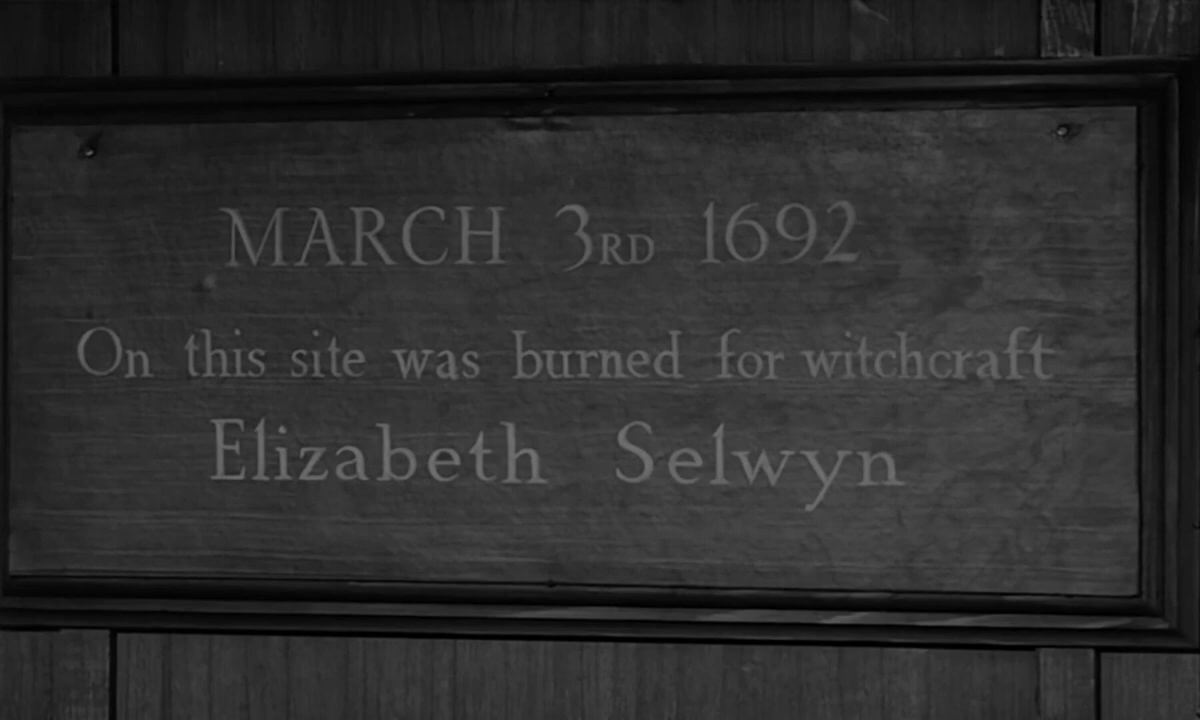 MARCH 3RD 1692
On this site was burned for witchcraft
Elizabeth Selwyn